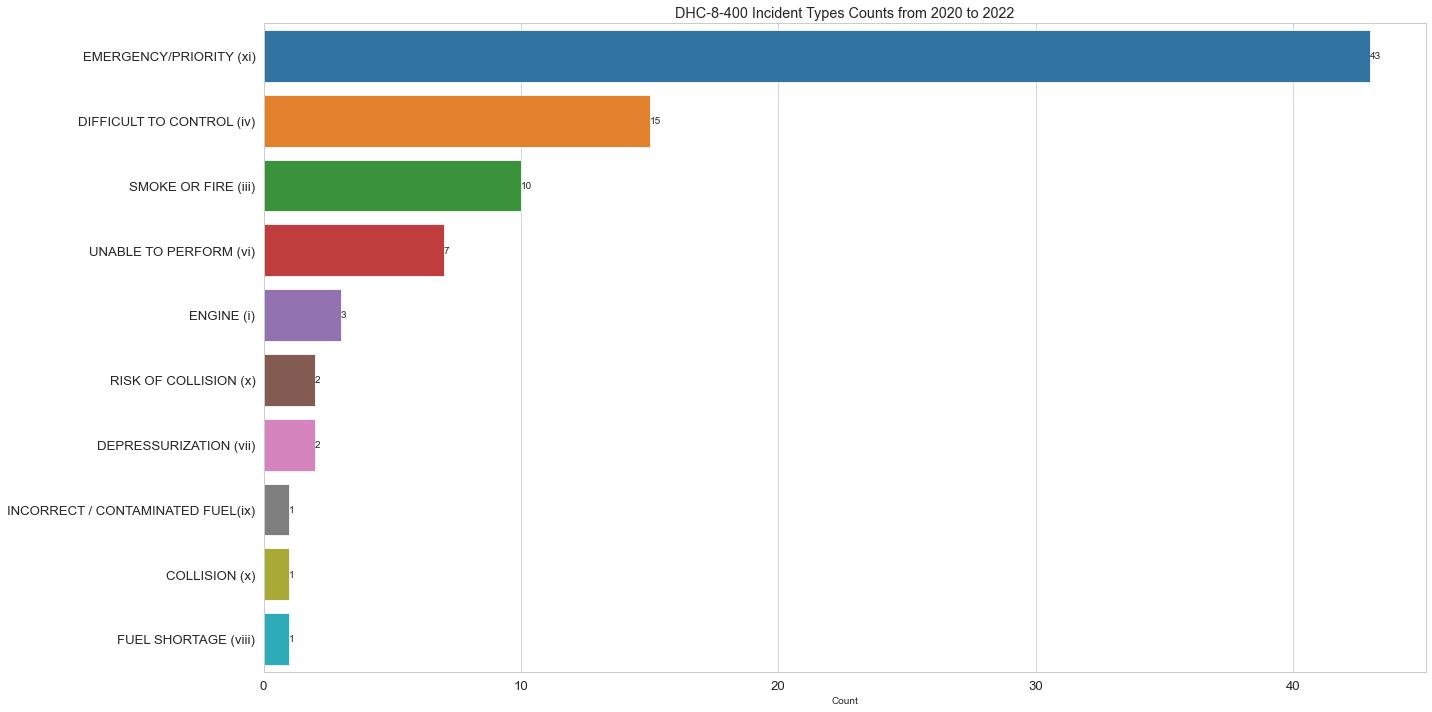 DHC-8-400 Incident Types Counts from 2020 to 2022
EMERGENCY/PRIORITY (xi)
43
DIFFICULT TO CONTROL (iv)
15
SMOKE OR FIRE (iii)
10
UNABLE TO PERFORM (vi)
7
ENGINE (i)
3
RISK OF COLLISION (x)
2
DEPRESSURIZATION (vii)
2
INCORRECT / CONTAMINATED FUEL(ix)
1
COLLISION (x)
1
FUEL SHORTAGE (viii)
1
0 10 20 30 40
Count